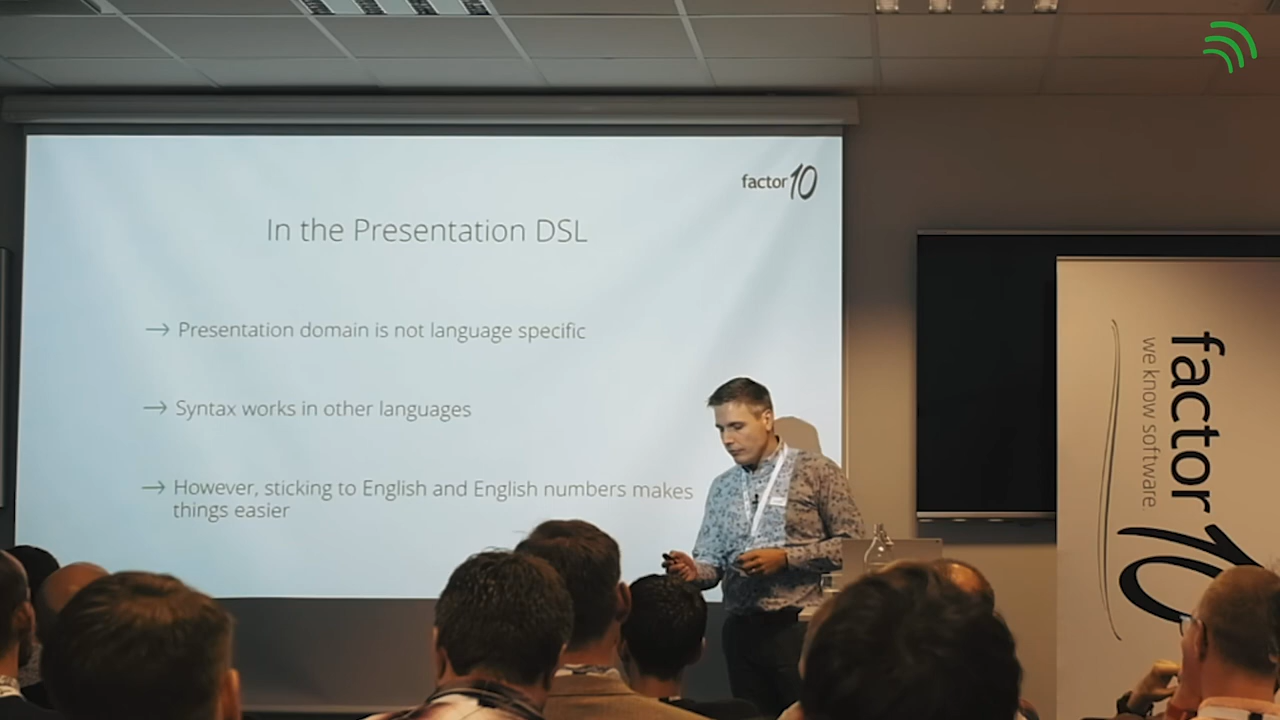 factor10
In the Presentation DSL
→ Presentation domain is not language specific
→ Syntax works in other languages
→ However, sticking to English and English numbers makes
things easier
factor10
we know software.